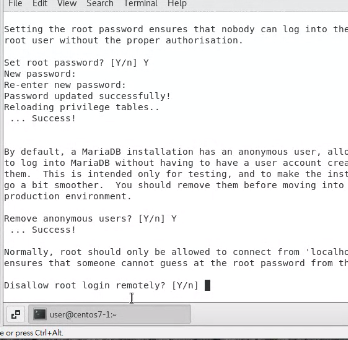 File Edit View Search Terminal Help
Setting the root password ensures that nobody can log into the
root user without the proper authorisation.
Set root password? [Y/n] Y
New password:
Re-enter new password:
Password updated successfully!
Reloading privilege tables..
... Success!
By default, a MariaDB installation has an anonymous user, allo
to log into MariaDB without having to have a user account crea
them. This is intended only for testing, and to make the inst
go a bit smoother. You should remove them before moving into
production environment.
Remove anonymous users? [Y/n] Y
... Success!
Normally, root should only be allowed to connect from 'localho
ensures that someone cannot guess at the root password from th
Disallow root login remotely? [Y/n]
user@centos7-1:~
e or press Ctrl+Alt.